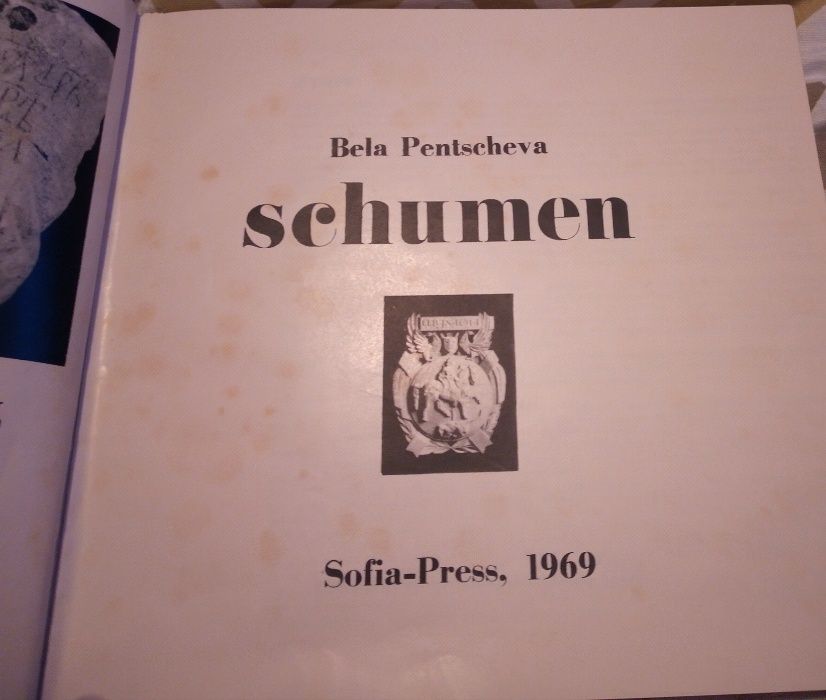 Bela Pentscheva
schumen
Sofia-Press, 1969